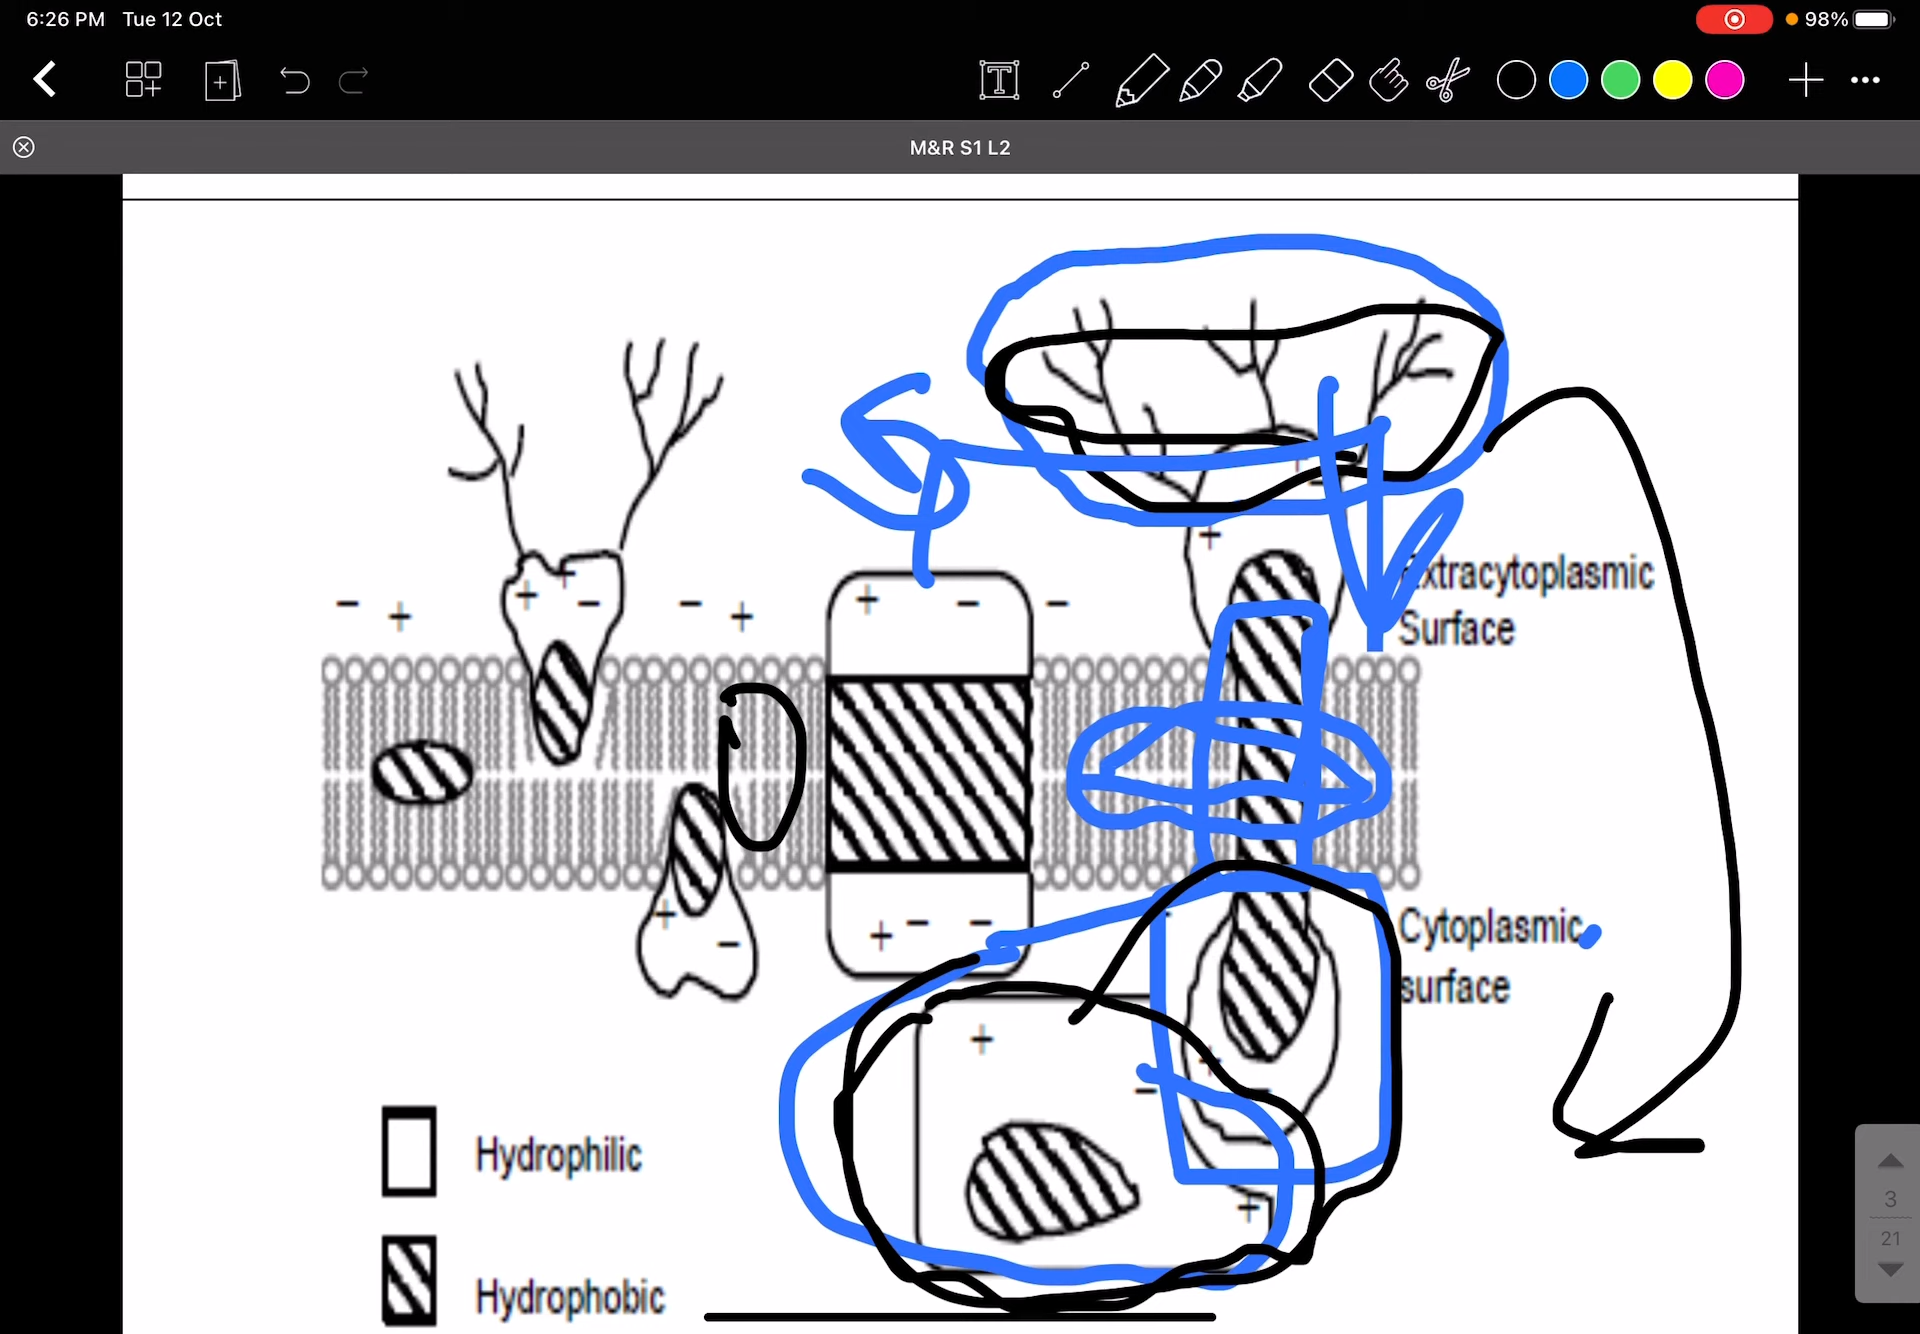 6:26 PM Tue 12 Oct
98%
T
M&R S1 L2
Extracytoplasmic
Surface
Cytoplasmic
surface
Hydrophilic
Hydrophobic
3
21